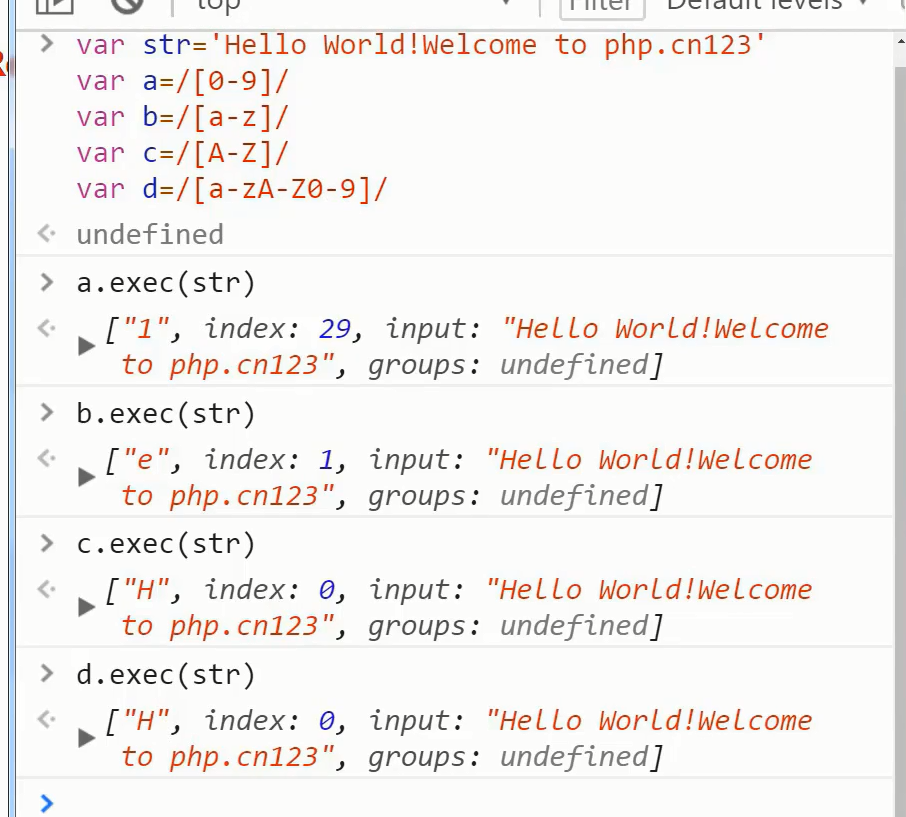 top Filter Default levels
> var str='Hello World!Welcome to php.cn123'
var a=/[0-9]/
var b=/[a-z]/
var c=/[A-Z]/
var d=/[a-zA-Z0-9]/
undefined
> a.exec(str)
["1", index: 29, input: "Hello World!Welcome
to php.cn123", groups: undefined]
> b.exec(str)
["e", index: 1, input: "Hello World!Welcome
to php.cn123", groups: undefined]
> c.exec(str)
["H", index: 0, input: "Hello World!Welcome
to php.cn123", groups: undefined]
> d.exec(str)
["H", index: 0, input: "Hello World!Welcome
to php.cn123", groups: undefined]
>